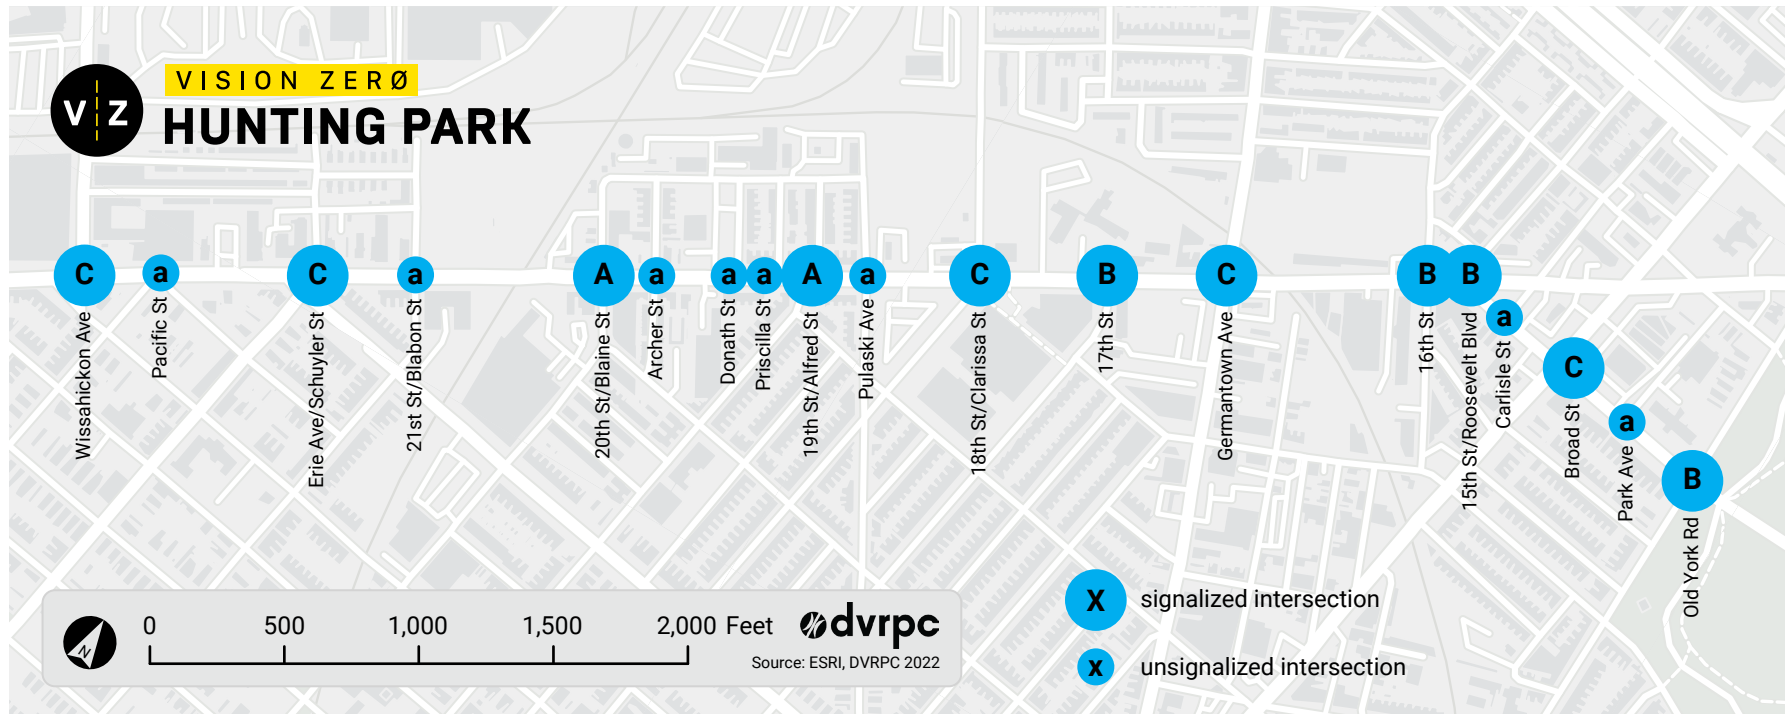 VISION ZERØ
V Z
HUNTING PARK
C a C a A a a a A a C B C B B
a
C
a
B
Wissahickon Ave
Pacific St
Erie Ave/Schuyler St
21st St/Blabon St
20th St/Blaine St
Archer St
Donath St
Priscilla St
19th St/Alfred St
Pulaski Ave
18th St/Clarissa St
17th St
Germantown Ave
16th St
15th St/Roosevelt Blvd
Carlisle St
Broad St
Park Ave
Old York Rd
X signalized intersection
x unsignalized intersection
N
0 500 1,000 1,500 2,000 Feet
dvrpc
Source: ESRI, DVRPC 2022